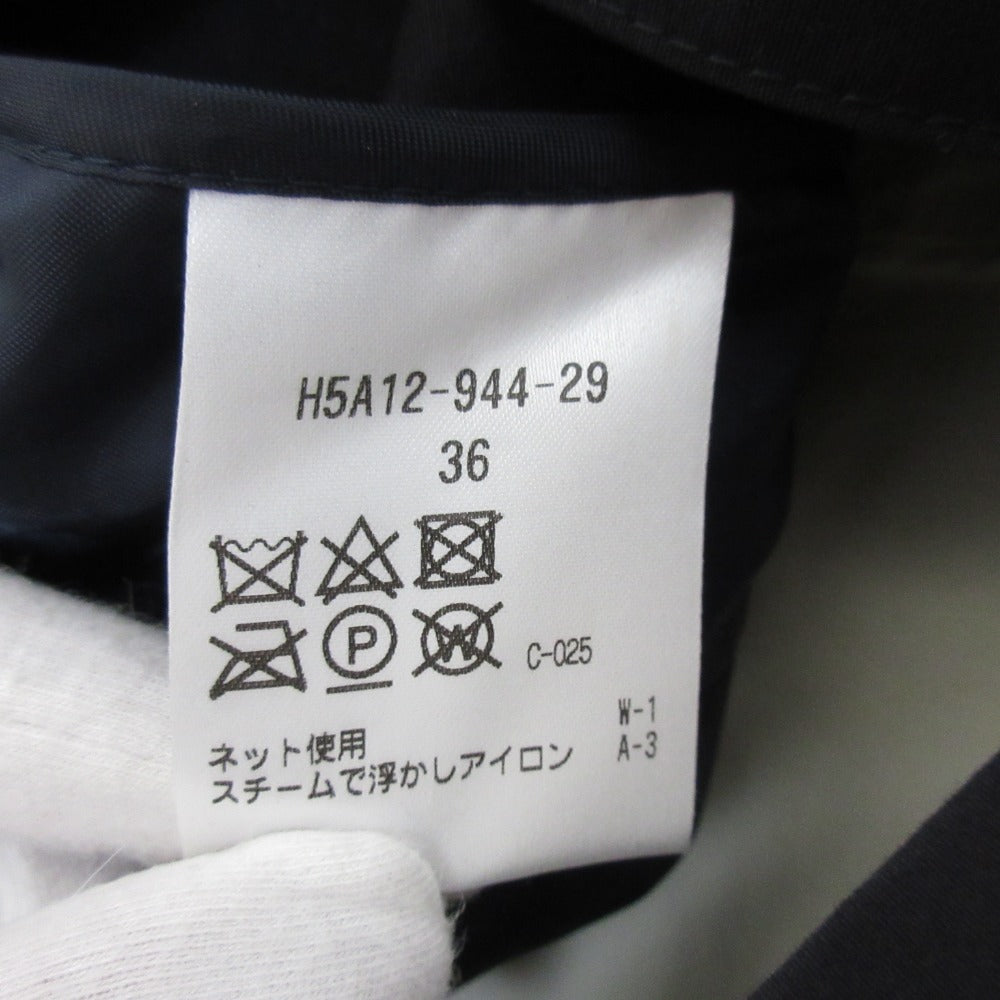 H5A12-944-29
36
P W C-025
W-1
A-3
ネット使用
スチームで浮かしアイロン